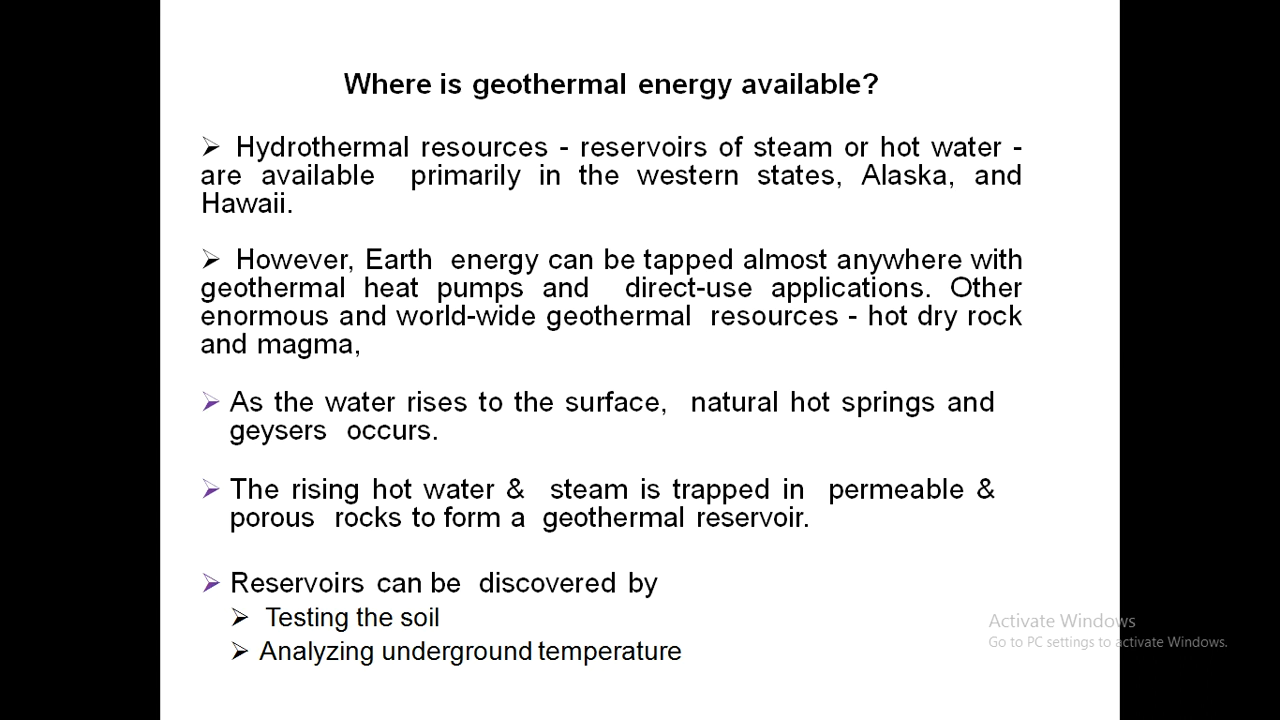 Where is geothermal energy available?
➢ Hydrothermal resources - reservoirs of steam or hot water -
are available primarily in the western states, Alaska, and
Hawaii.
➢ However, Earth energy can be tapped almost anywhere with
geothermal heat pumps and direct-use applications. Other
enormous and world-wide geothermal resources - hot dry rock
and magma,
➢ As the water rises to the surface, natural hot springs and
geysers occurs.
➢ The rising hot water & steam is trapped in permeable &
porous rocks to form a geothermal reservoir.
➢ Reservoirs can be discovered by
➢ Testing the soil
➢ Analyzing underground temperature
Activate Windows
Go to PC settings to activate Windows.